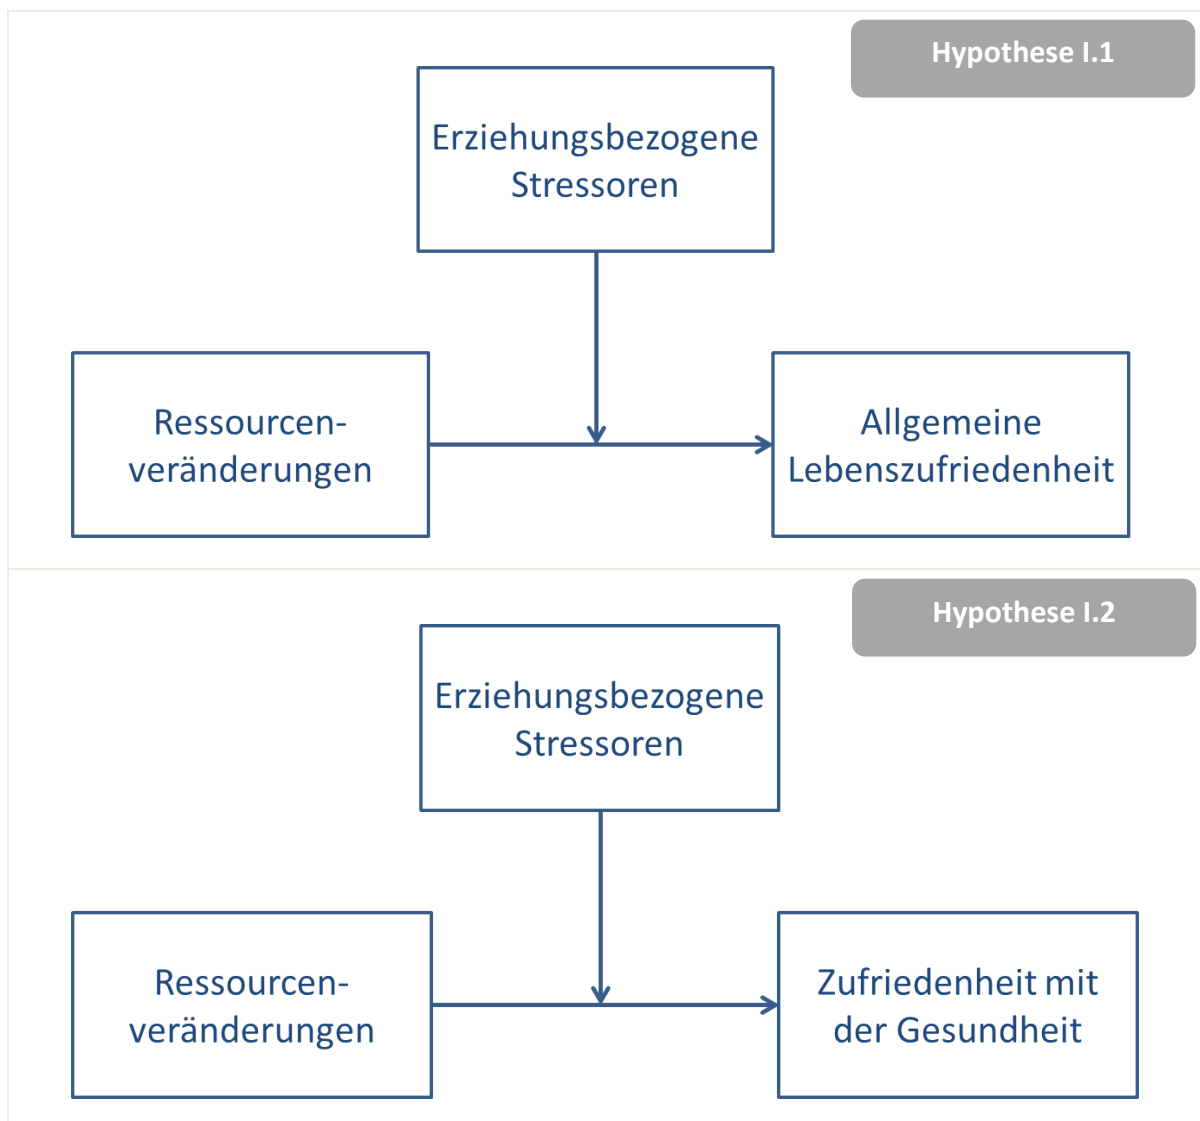 Hypothese I.1
Erziehungsbezogene
Stressoren
Ressourcen-
veränderungen
Allgemeine
Lebenszufriedenheit
Hypothese I.2
Erziehungsbezogene
Stressoren
Ressourcen-
veränderungen
Zufriedenheit mit
der Gesundheit